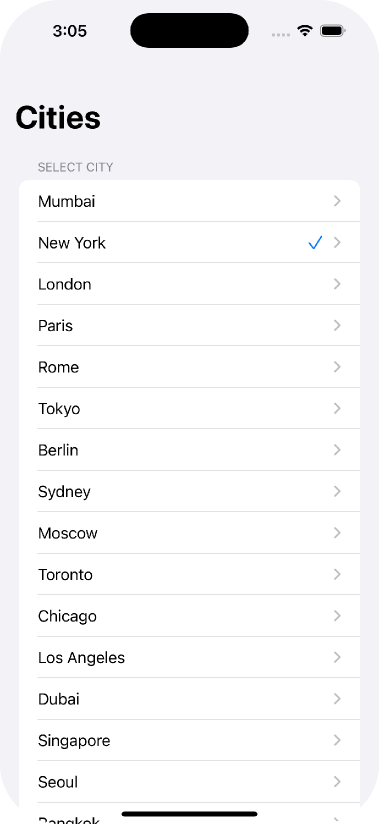 3:05
Cities
SELECT CITY
Mumbai
New York
London
Paris
Rome
Tokyo
Berlin
Sydney
Moscow
Toronto
Chicago
Los Angeles
Dubai
Singapore
Seoul
Bangkok